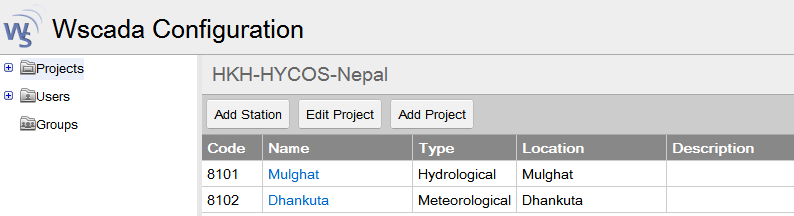 WS Wscada Configuration
Projects
Users
Groups
HKH-HYCOS-Nepal
Add Station Edit Project Add Project
Code Name Type Location Description
8101 Mulghat Hydrological Mulghat
8102 Dhankuta Meteorological Dhankuta